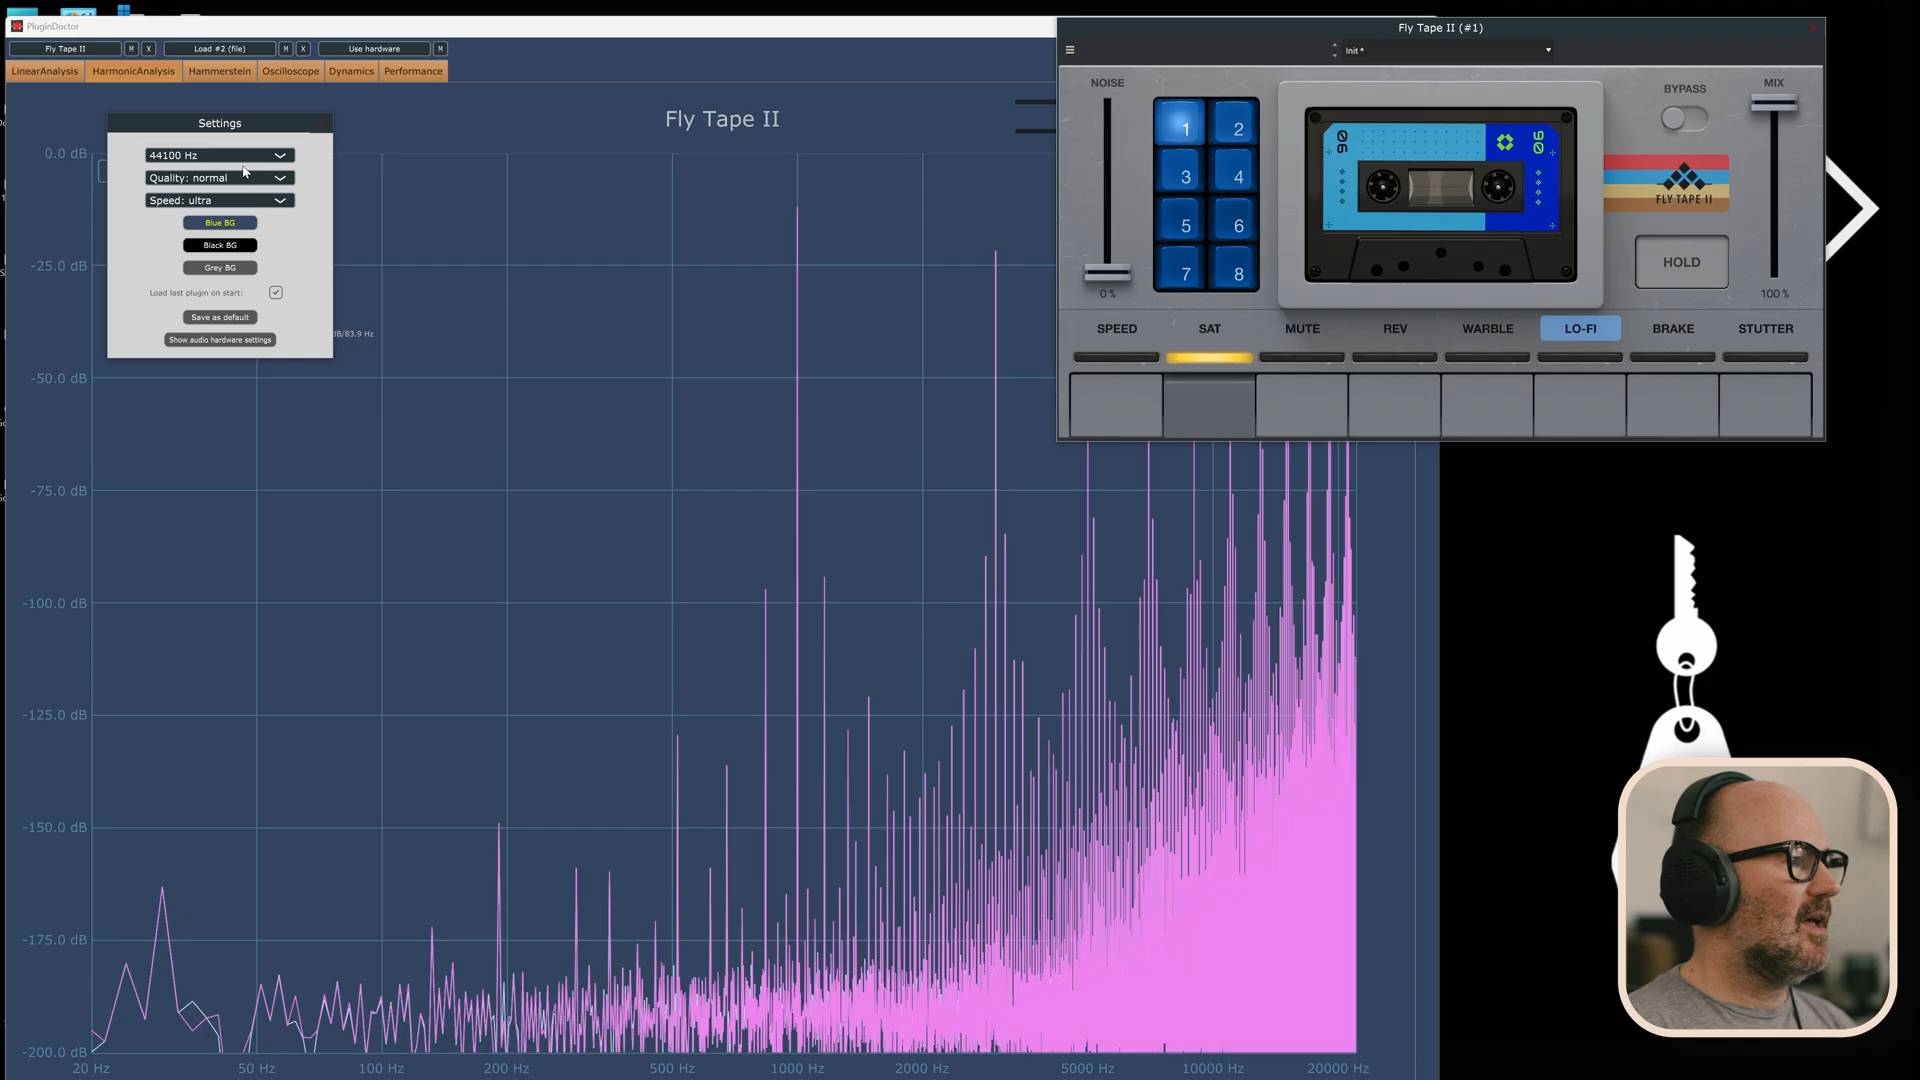 PluginDoctor
Fly Tape II M X Load #2 (file) M X Use hardware M
LinearAnalysis HarmonicAnalysis Hammerstein Oscilloscope Dynamics Performance
Fly Tape II
Settings
44100 Hz
Quality: normal
Speed: ultra
Blue BG
Black BG
Grey BG
Load last plugin on start:
Save as default
Show audio hardware settings
dB/83.9 Hz
0.0 dB
-25.0 dB
-50.0 dB
-75.0 dB
-100.0 dB
-125.0 dB
-150.0 dB
-175.0 dB
-200.0 dB
20 Hz 50 Hz 100 Hz 200 Hz 500 Hz 1000 Hz 2000 Hz 5000 Hz 10000 Hz 20000 Hz
Fly Tape II (#1)
Init *
NOISE
0 %
1 2
3 4
5 6
7 8
90
90
BYPASS
FLY TAPE II
HOLD
MIX
100 %
SPEED SAT MUTE REV WARBLE LO-FI BRAKE STUTTER